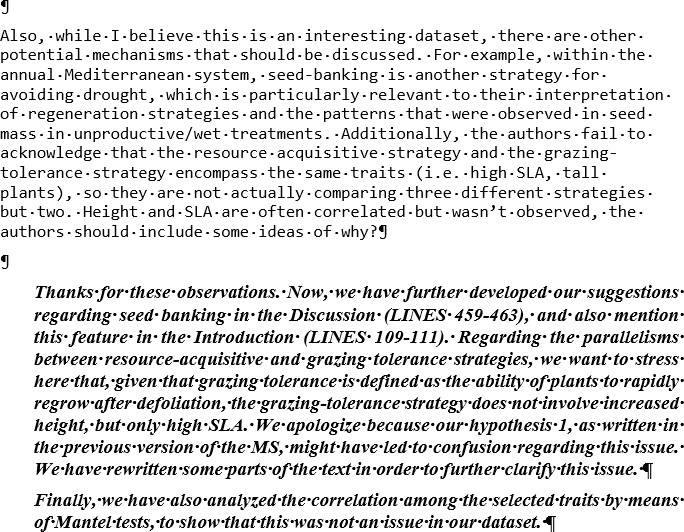 ¶
Also, while I believe this is an interesting dataset, there are other
potential mechanisms that should be discussed. For example, within the
annual Mediterranean system, seed-banking is another strategy for
avoiding drought, which is particularly relevant to their interpretation
of regeneration strategies and the patterns that were observed in seed
mass in unproductive/wet treatments. Additionally, the authors fail to
acknowledge that the resource acquisitive strategy and the grazing-
tolerance strategy encompass the same traits (i.e. high SLA, tall
plants), so they are not actually comparing three different strategies
but two. Height and SLA are often correlated but wasn’t observed, the
authors should include some ideas of why?¶
¶
Thanks for these observations. Now, we have further developed our suggestions
regarding seed banking in the Discussion (LINES 459-463), and also mention
this feature in the Introduction (LINES 109-111). Regarding the parallelisms
between resource-acquisitive and grazing tolerance strategies, we want to stress
here that, given that grazing tolerance is defined as the ability of plants to rapidly
regrow after defoliation, the grazing-tolerance strategy does not involve increased
height, but only high SLA. We apologize because our hypothesis 1, as written in
the previous version of the MS, might have led to confusion regarding this issue.
We have rewritten some parts of the text in order to further clarify this issue. ¶
Finally, we have also analyzed the correlation among the selected traits by means
of Mantel tests, to show that this was not an issue in our dataset. ¶